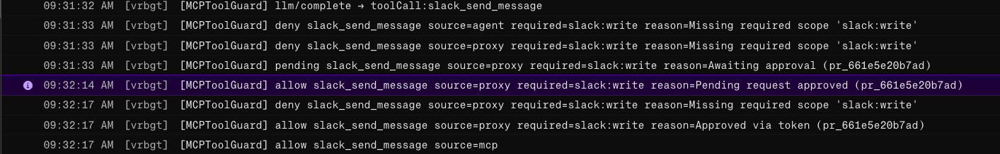 09:31:32 AM [vrbgt] [MCPToolGuard] llm/complete → toolCall:slack_send_message
09:31:33 AM [vrbgt] [MCPToolGuard] deny slack_send_message source=agent required=slack:write reason=Missing required scope 'slack:write'
09:31:33 AM [vrbgt] [MCPToolGuard] deny slack_send_message source=proxy required=slack:write reason=Missing required scope 'slack:write'
09:31:33 AM [vrbgt] [MCPToolGuard] pending slack_send_message source=proxy required=slack:write reason=Awaiting approval (pr_661e5e20b7ad)
09:32:14 AM [vrbgt] [MCPToolGuard] allow slack_send_message source=proxy required=slack:write reason=Pending request approved (pr_661e5e20b7ad)
09:32:17 AM [vrbgt] [MCPToolGuard] deny slack_send_message source=proxy required=slack:write reason=Missing required scope 'slack:write'
09:32:17 AM [vrbgt] [MCPToolGuard] allow slack_send_message source=proxy required=slack:write reason=Approved via token (pr_661e5e20b7ad)
09:32:17 AM [vrbgt] [MCPToolGuard] allow slack_send_message source=mcp